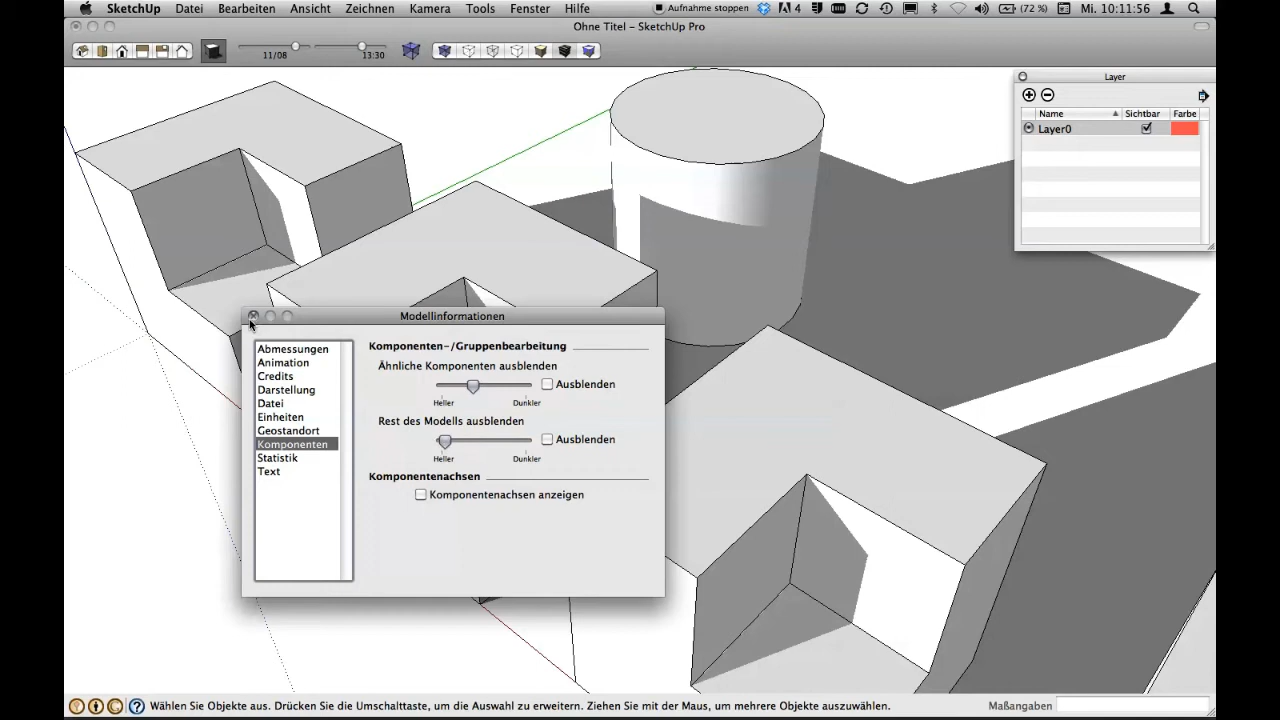 SketchUp Datei Bearbeiten Ansicht Modell Zeichnen Kamera Tools Fenster Hilfe Aufnahme stoppen 4 (72 %) Mi. 10:11:56
Ohne Titel - SketchUp Pro
11/08 13:30
Layer
Name Sichtbar Farbe
Layer0
Modellinformationen
Abmessungen
Animation
Credits
Darstellung
Datei
Einheiten
Geostandort
Komponenten
Statistik
Text
Komponenten-/Gruppenbearbeitung
Ähnliche Komponenten ausblenden
Ausblenden
Heller Dunkler
Rest des Modells ausblenden
Ausblenden
Heller Dunkler
Komponentenachsen
Komponentenachsen anzeigen
Wählen Sie Objekte aus. Drücken Sie die Umschalttaste, um die Auswahl zu erweitern. Ziehen Sie mit der Maus, um mehrere Objekte auszuwählen. Maßangaben